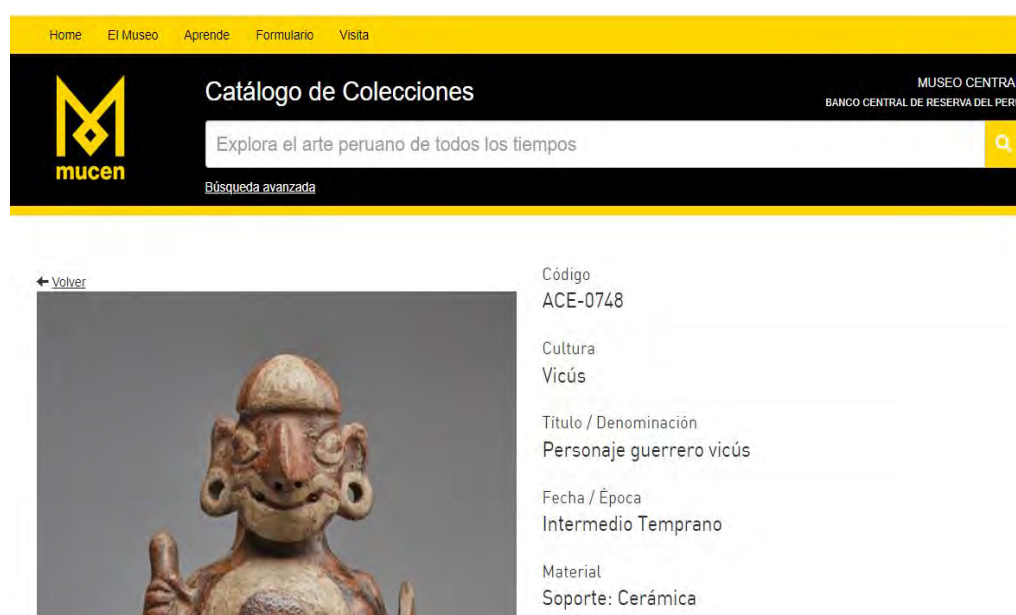 Home El Museo Aprende Formulario Visita
mucen
Catálogo de Colecciones
MUSEO CENTRA
BANCO CENTRAL DE RESERVA DEL PER
Explora el arte peruano de todos los tiempos
Búsqueda avanzada
Volver
Código
ACE-0748
Cultura
Vicús
Título / Denominación
Personaje guerrero vicús
Fecha / Época
Intermedio Temprano
Material
Soporte: Cerámica